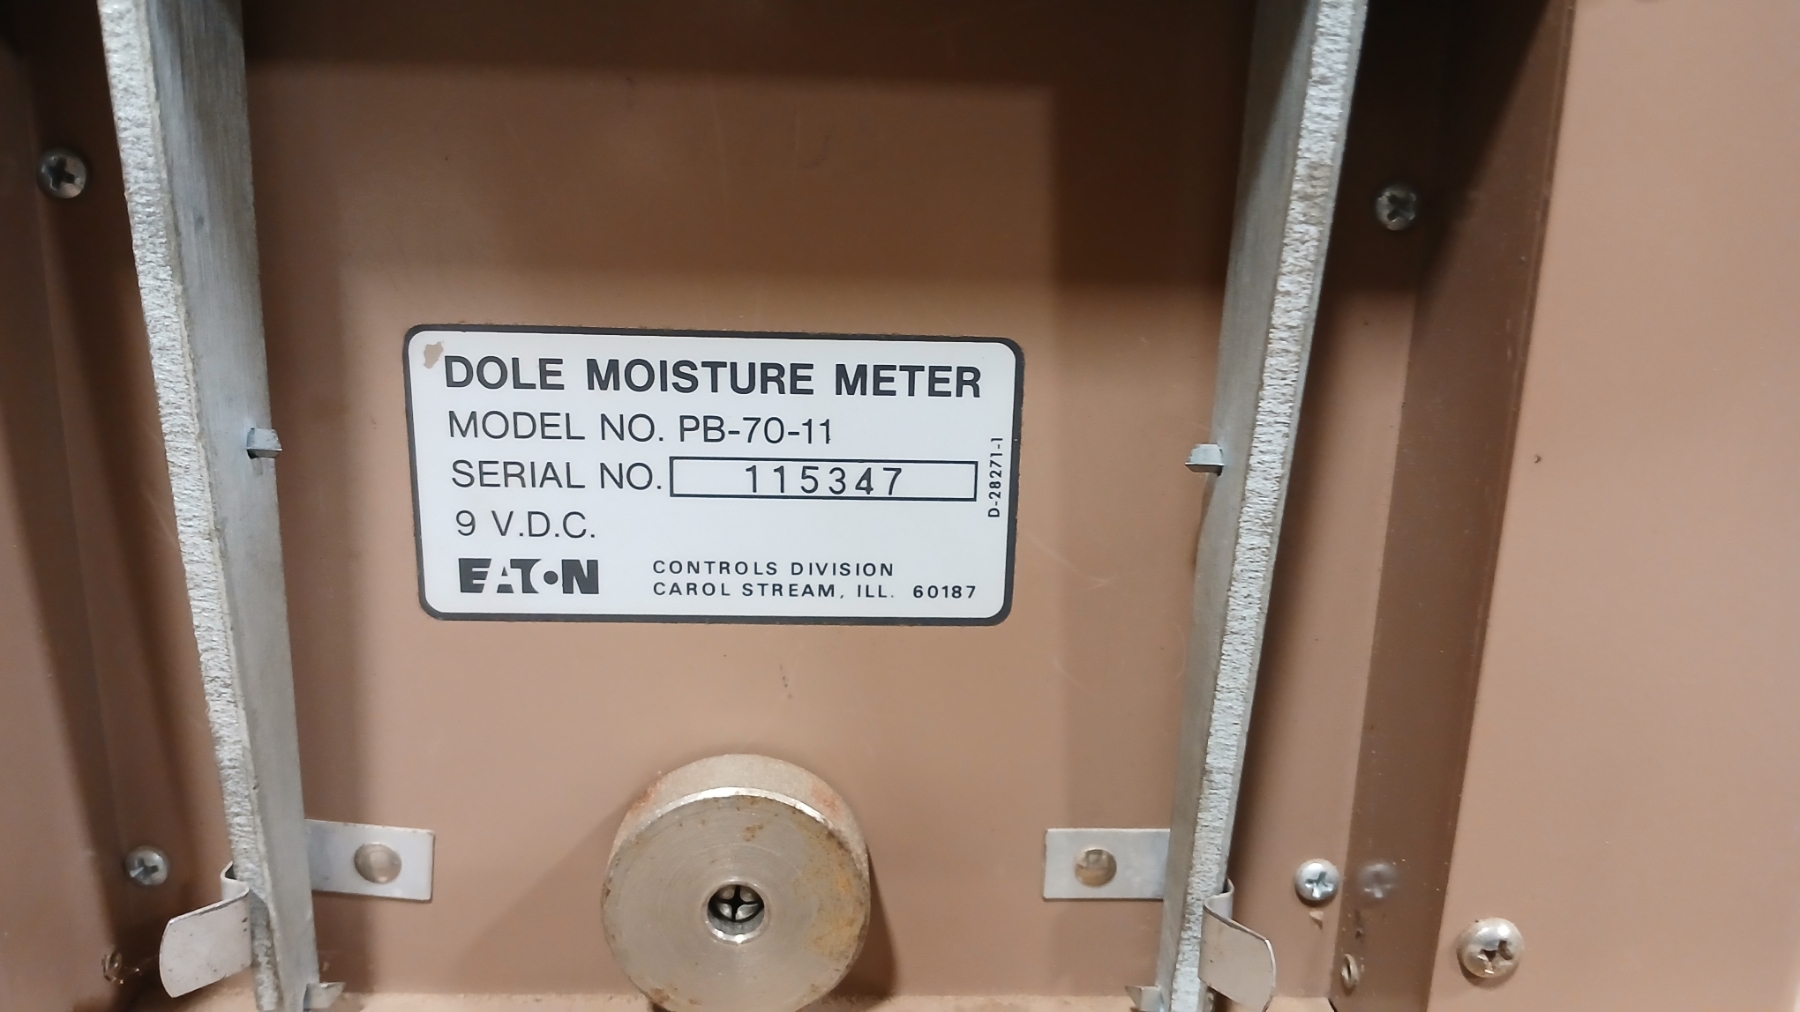 DOLE MOISTURE METER
MODEL NO. PB-70-11
SERIAL NO. 115347
D-28271-1
9 V.D.C.
EATON
CONTROLS DIVISION
CAROL STREAM, ILL. 60187